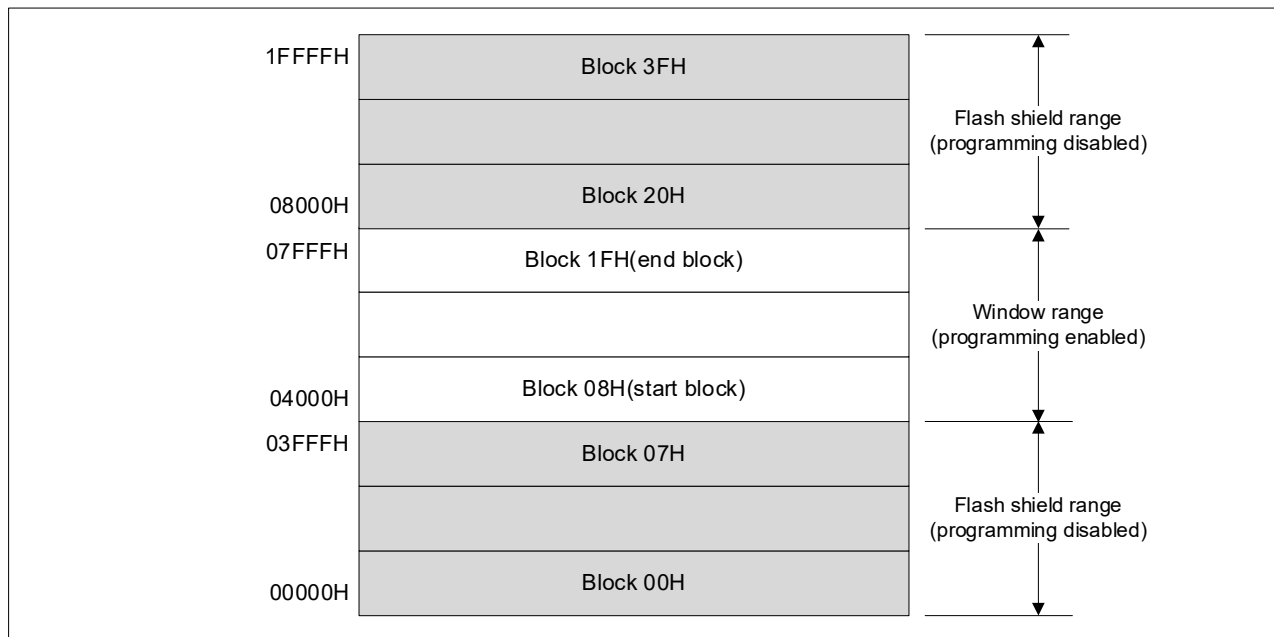 1FFFFH
Block 3FH
Flash shield range
(programming disabled)
08000H
Block 20H
07FFFH
Block 1FH(end block)
Window range
(programming enabled)
04000H
Block 08H(start block)
03FFFH
Block 07H
Flash shield range
(programming disabled)
00000H
Block 00H